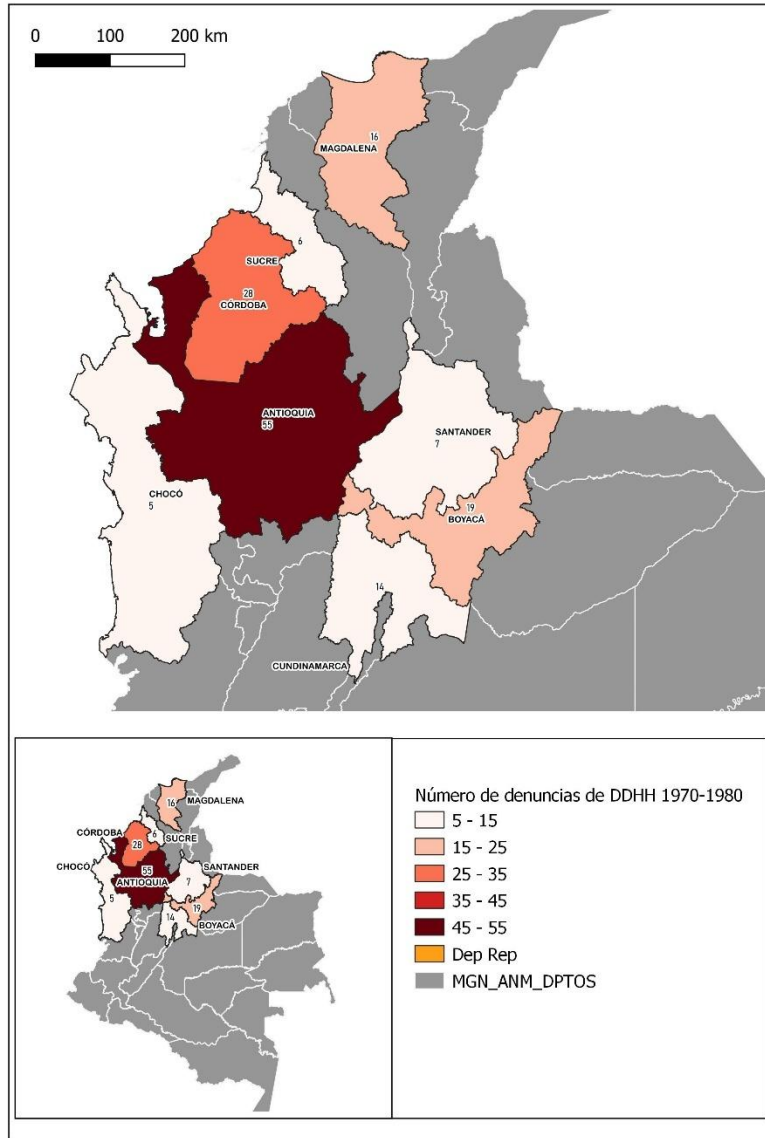 0 100 200 km
16
MAGDALENA
6
SUCRE
28
CÓRDOBA
ANTIOQUIA
55
SANTANDER
7
CHOCÓ
5
19
BOYACÁ
14
CUNDINAMARCA
16
MAGDALENA
CÓRDOBA
6
SUCRE
28
CHOCÓ
55
SANTANDER
ANTIOQUIA
7
5
19
14
BOYACÁ
Número de denuncias de DDHH 1970-1980
5 - 15
15 - 25
25 - 35
35 - 45
45 - 55
Dep Rep
MGN_ANM_DPTOS